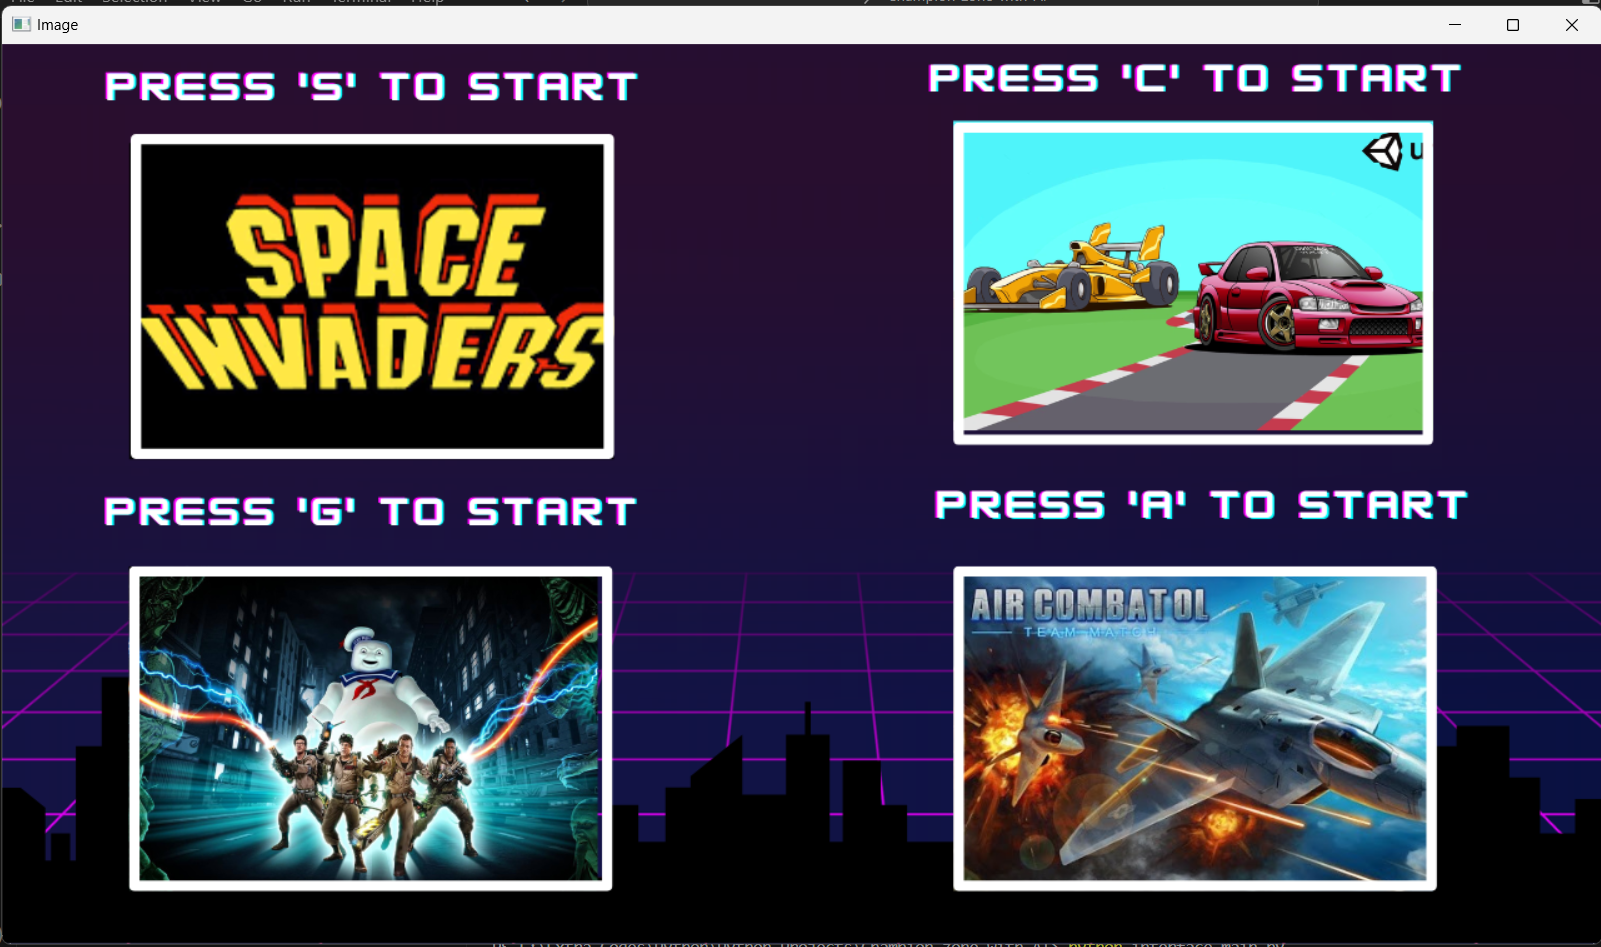 Image
PRESS 'S' TO START
PRESS 'C' TO START
SPACE
INVADERS
u
PRESS 'G' TO START
PRESS 'A' TO START
AIR COMBAT OL
TEAM MATCH